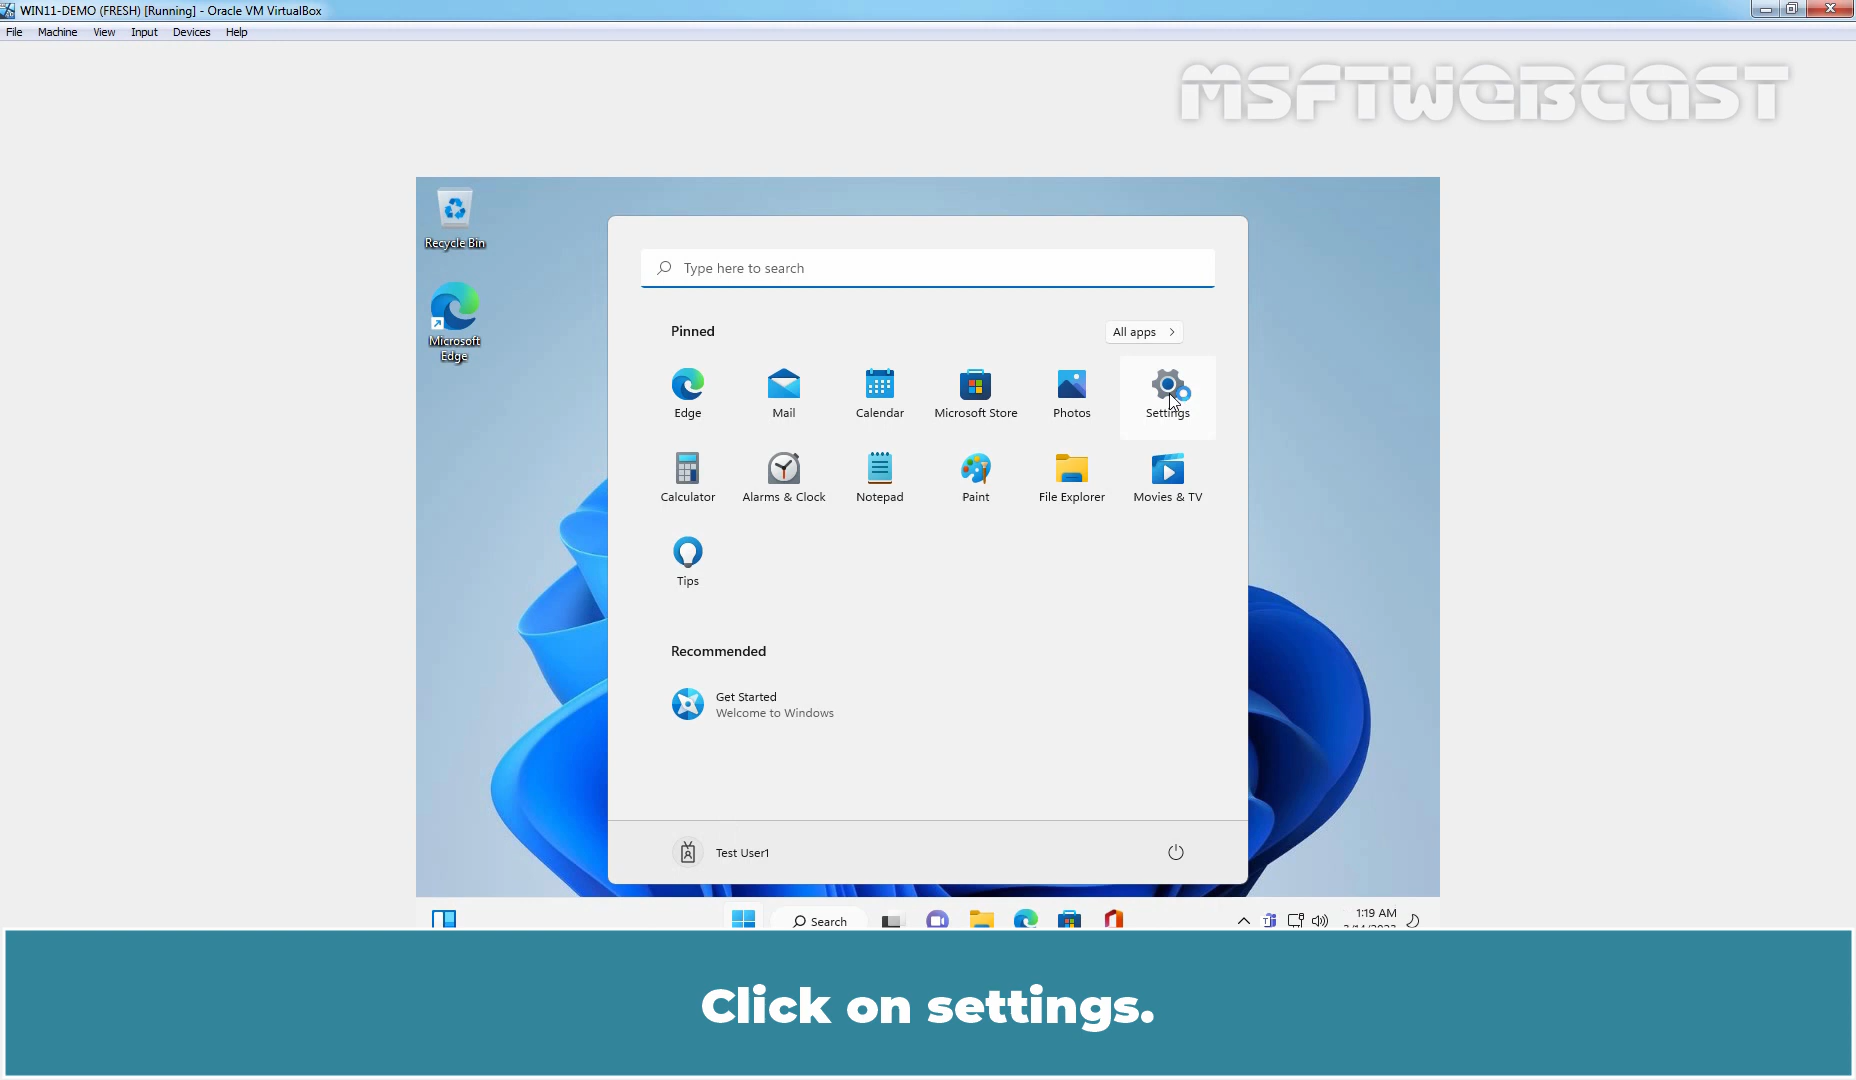 WIN11-DEMO (FRESH) [Running] - Oracle VM VirtualBox
File Machine View Input Devices Help
MSFTWEBCAST
Recycle Bin
Microsoft
Edge
Type here to search
Pinned
All apps
Edge Mail Calendar Microsoft Store Photos Settings
Calculator Alarms & Clock Notepad Paint File Explorer Movies & TV
Tips
Recommended
Get Started
Welcome to Windows
Test User1
Search
1:19 AM
Click on settings.